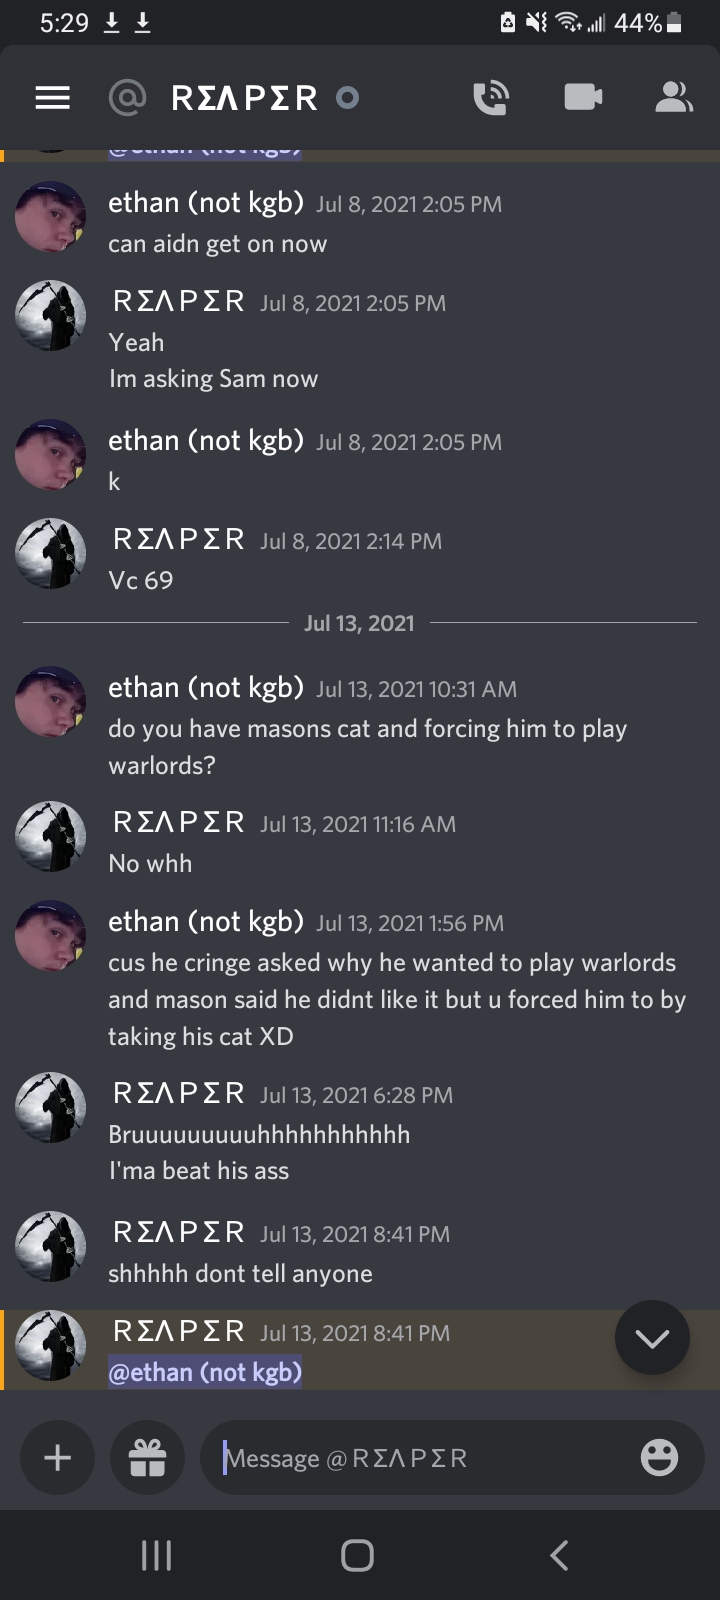 5:29
44%
@ RΣΛPΣR
@ethan (not kgb)
ethan (not kgb) Jul 8, 2021 2:05 PM
can aidn get on now
RΣΛPΣR Jul 8, 2021 2:05 PM
Yeah
Im asking Sam now
ethan (not kgb) Jul 8, 2021 2:05 PM
k
RΣΛPΣR Jul 8, 2021 2:14 PM
Vc 69
Jul 13, 2021
ethan (not kgb) Jul 13, 2021 10:31 AM
do you have masons cat and forcing him to play
warlords?
RΣΛPΣR Jul 13, 2021 11:16 AM
No whh
ethan (not kgb) Jul 13, 2021 1:56 PM
cus he cringe asked why he wanted to play warlords
and mason said he didnt like it but u forced him to by
taking his cat XD
RΣΛPΣR Jul 13, 2021 6:28 PM
Bruuuuuuuuuhhhhhhhhhhh
I'ma beat his ass
RΣΛPΣR Jul 13, 2021 8:41 PM
shhhhh dont tell anyone
RΣΛPΣR Jul 13, 2021 8:41 PM
@ethan (not kgb)
Message @RΣΛPΣR